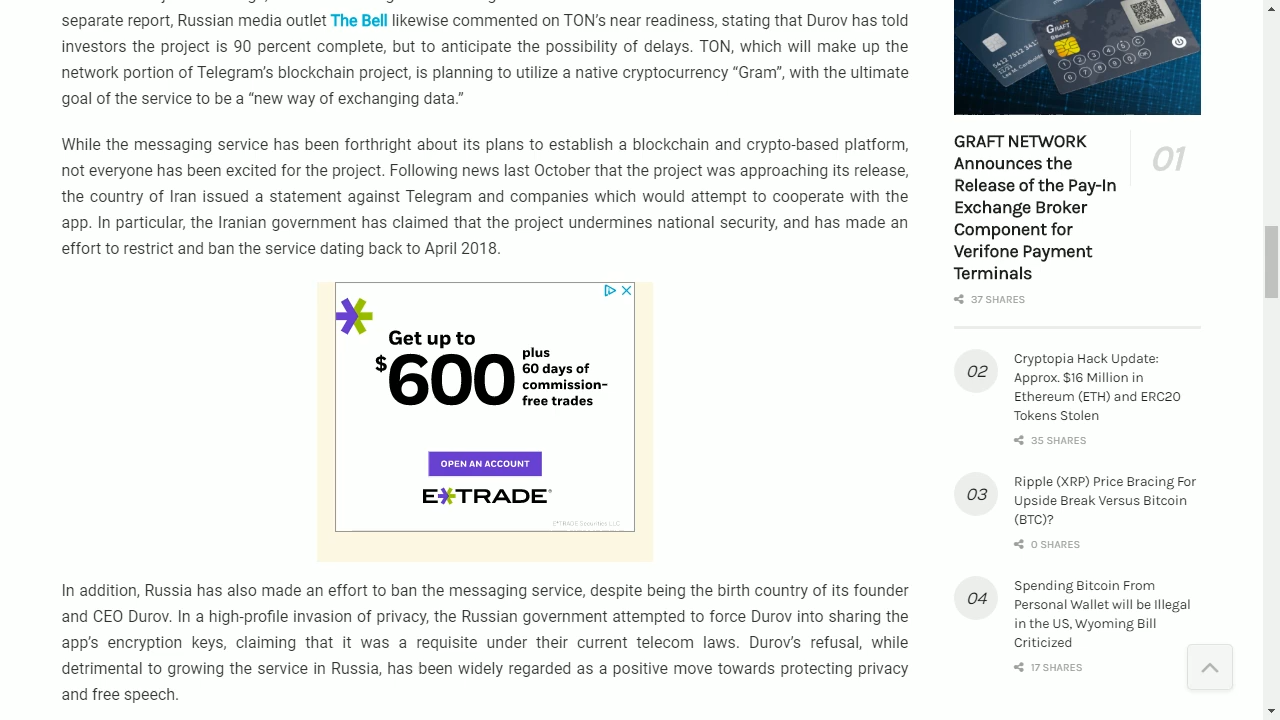 separate report, Russian media outlet The Bell likewise commented on TON’s near readiness, stating that Durov has told
investors the project is 90 percent complete, but to anticipate the possibility of delays. TON, which will make up the
network portion of Telegram’s blockchain project, is planning to utilize a native cryptocurrency “Gram”, with the ultimate
goal of the service to be a “new way of exchanging data.”
While the messaging service has been forthright about its plans to establish a blockchain and crypto-based platform,
not everyone has been excited for the project. Following news last October that the project was approaching its release,
the country of Iran issued a statement against Telegram and companies which would attempt to cooperate with the
app. In particular, the Iranian government has claimed that the project undermines national security, and has made an
effort to restrict and ban the service dating back to April 2018.
Get up to
$600
plus
60 days of
commission-
free trades
OPEN AN ACCOUNT
E*TRADE
E*TRADE Securities LLC
In addition, Russia has also made an effort to ban the messaging service, despite being the birth country of its founder
and CEO Durov. In a high-profile invasion of privacy, the Russian government attempted to force Durov into sharing the
app’s encryption keys, claiming that it was a requisite under their current telecom laws. Durov’s refusal, while
detrimental to growing the service in Russia, has been widely regarded as a positive move towards protecting privacy
and free speech.
GRAFT
GRAFT NETWORK
Announces the
Release of the Pay-In
Exchange Broker
Component for
Verifone Payment
Terminals
01
37 SHARES
02
Cryptopia Hack Update:
Approx. $16 Million in
Ethereum (ETH) and ERC20
Tokens Stolen
35 SHARES
03
Ripple (XRP) Price Bracing For
Upside Break Versus Bitcoin
(BTC)?
0 SHARES
04
Spending Bitcoin From
Personal Wallet will be Illegal
in the US, Wyoming Bill
Criticized
17 SHARES